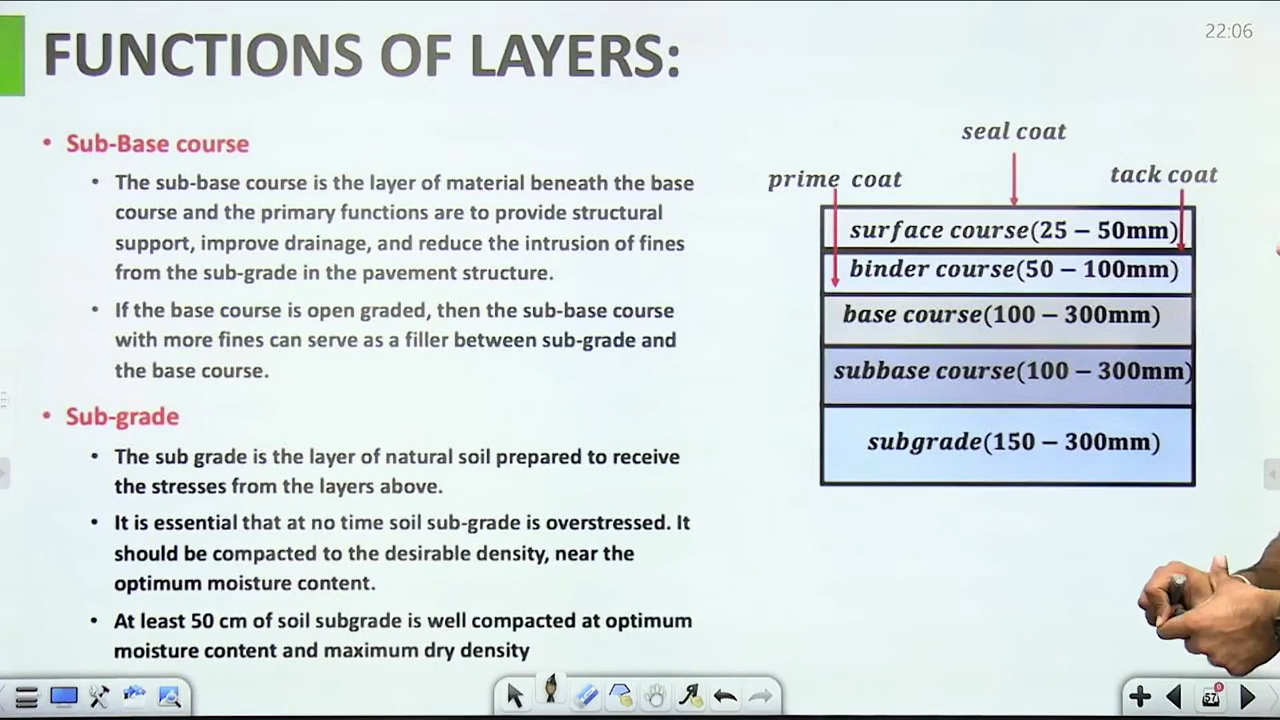 22:06
FUNCTIONS OF LAYERS:
• Sub-Base course
• The sub-base course is the layer of material beneath the base
course and the primary functions are to provide structural
support, improve drainage, and reduce the intrusion of fines
from the sub-grade in the pavement structure.
• If the base course is open graded, then the sub-base course
with more fines can serve as a filler between sub-grade and
the base course.
• Sub-grade
• The sub grade is the layer of natural soil prepared to receive
the stresses from the layers above.
• It is essential that at no time soil sub-grade is overstressed. It
should be compacted to the desirable density, near the
optimum moisture content.
• At least 50 cm of soil subgrade is well compacted at optimum
moisture content and maximum dry density
seal coat
prime coat
tack coat
surface course(25 – 50mm)
binder course(50 – 100mm)
base course(100 – 300mm)
subbase course(100 – 300mm)
subgrade(150 – 300mm)
57